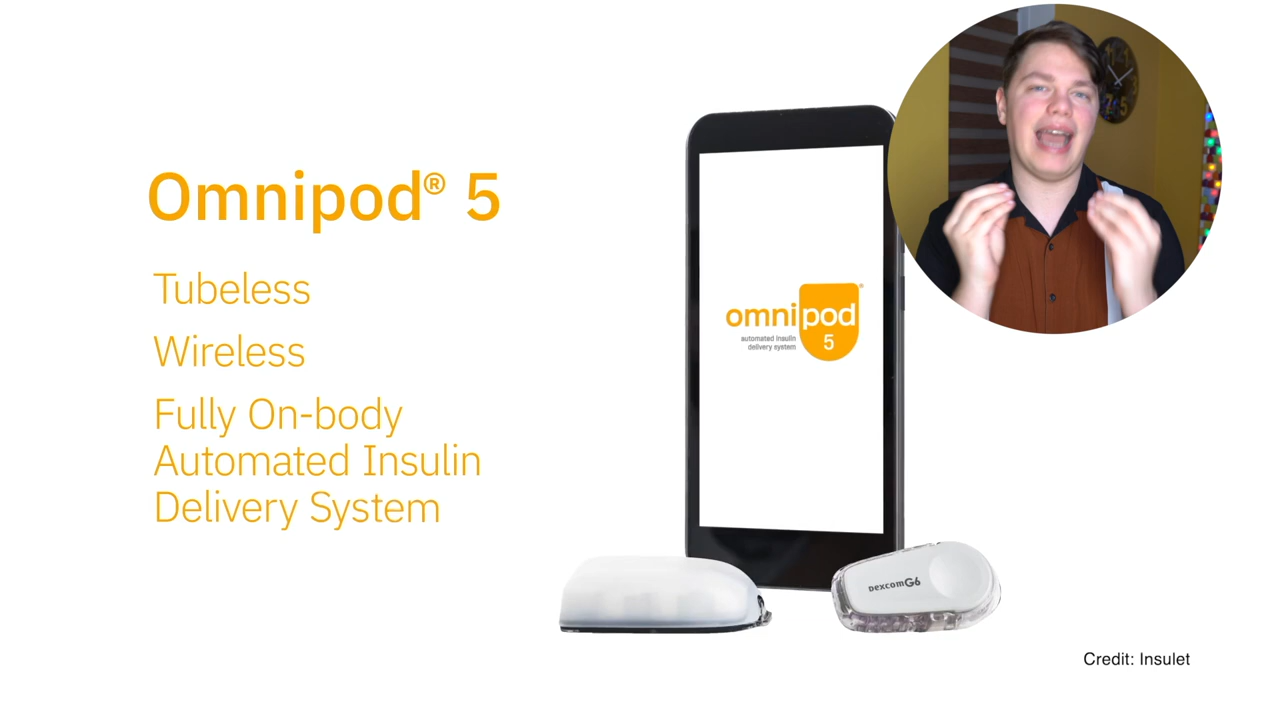 Omnipod® 5
Tubeless
Wireless
Fully On-body
Automated Insulin
Delivery System
omnipod®
automated insulin
delivery system
5
DexcomG6
Credit: Insulet